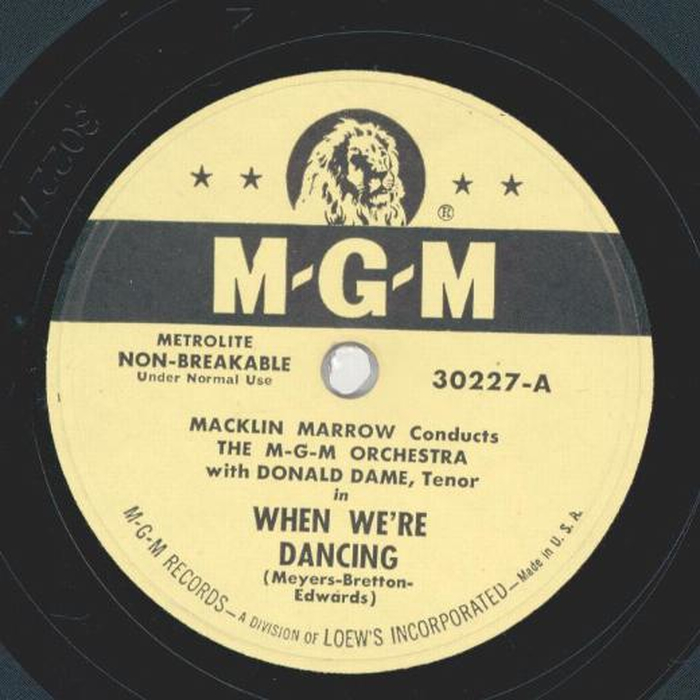 ®
M-G-M
METROLITE
NON-BREAKABLE
Under Normal Use
30227-A
MACKLIN MARROW Conducts
THE M-G-M ORCHESTRA
with DONALD DAME, Tenor
in
WHEN WE'RE
DANCING
(Meyers-Bretton-
Edwards)
M-G-M RECORDS—A DIVISION OF LOEW'S INCORPORATED—Made in U. S. A.